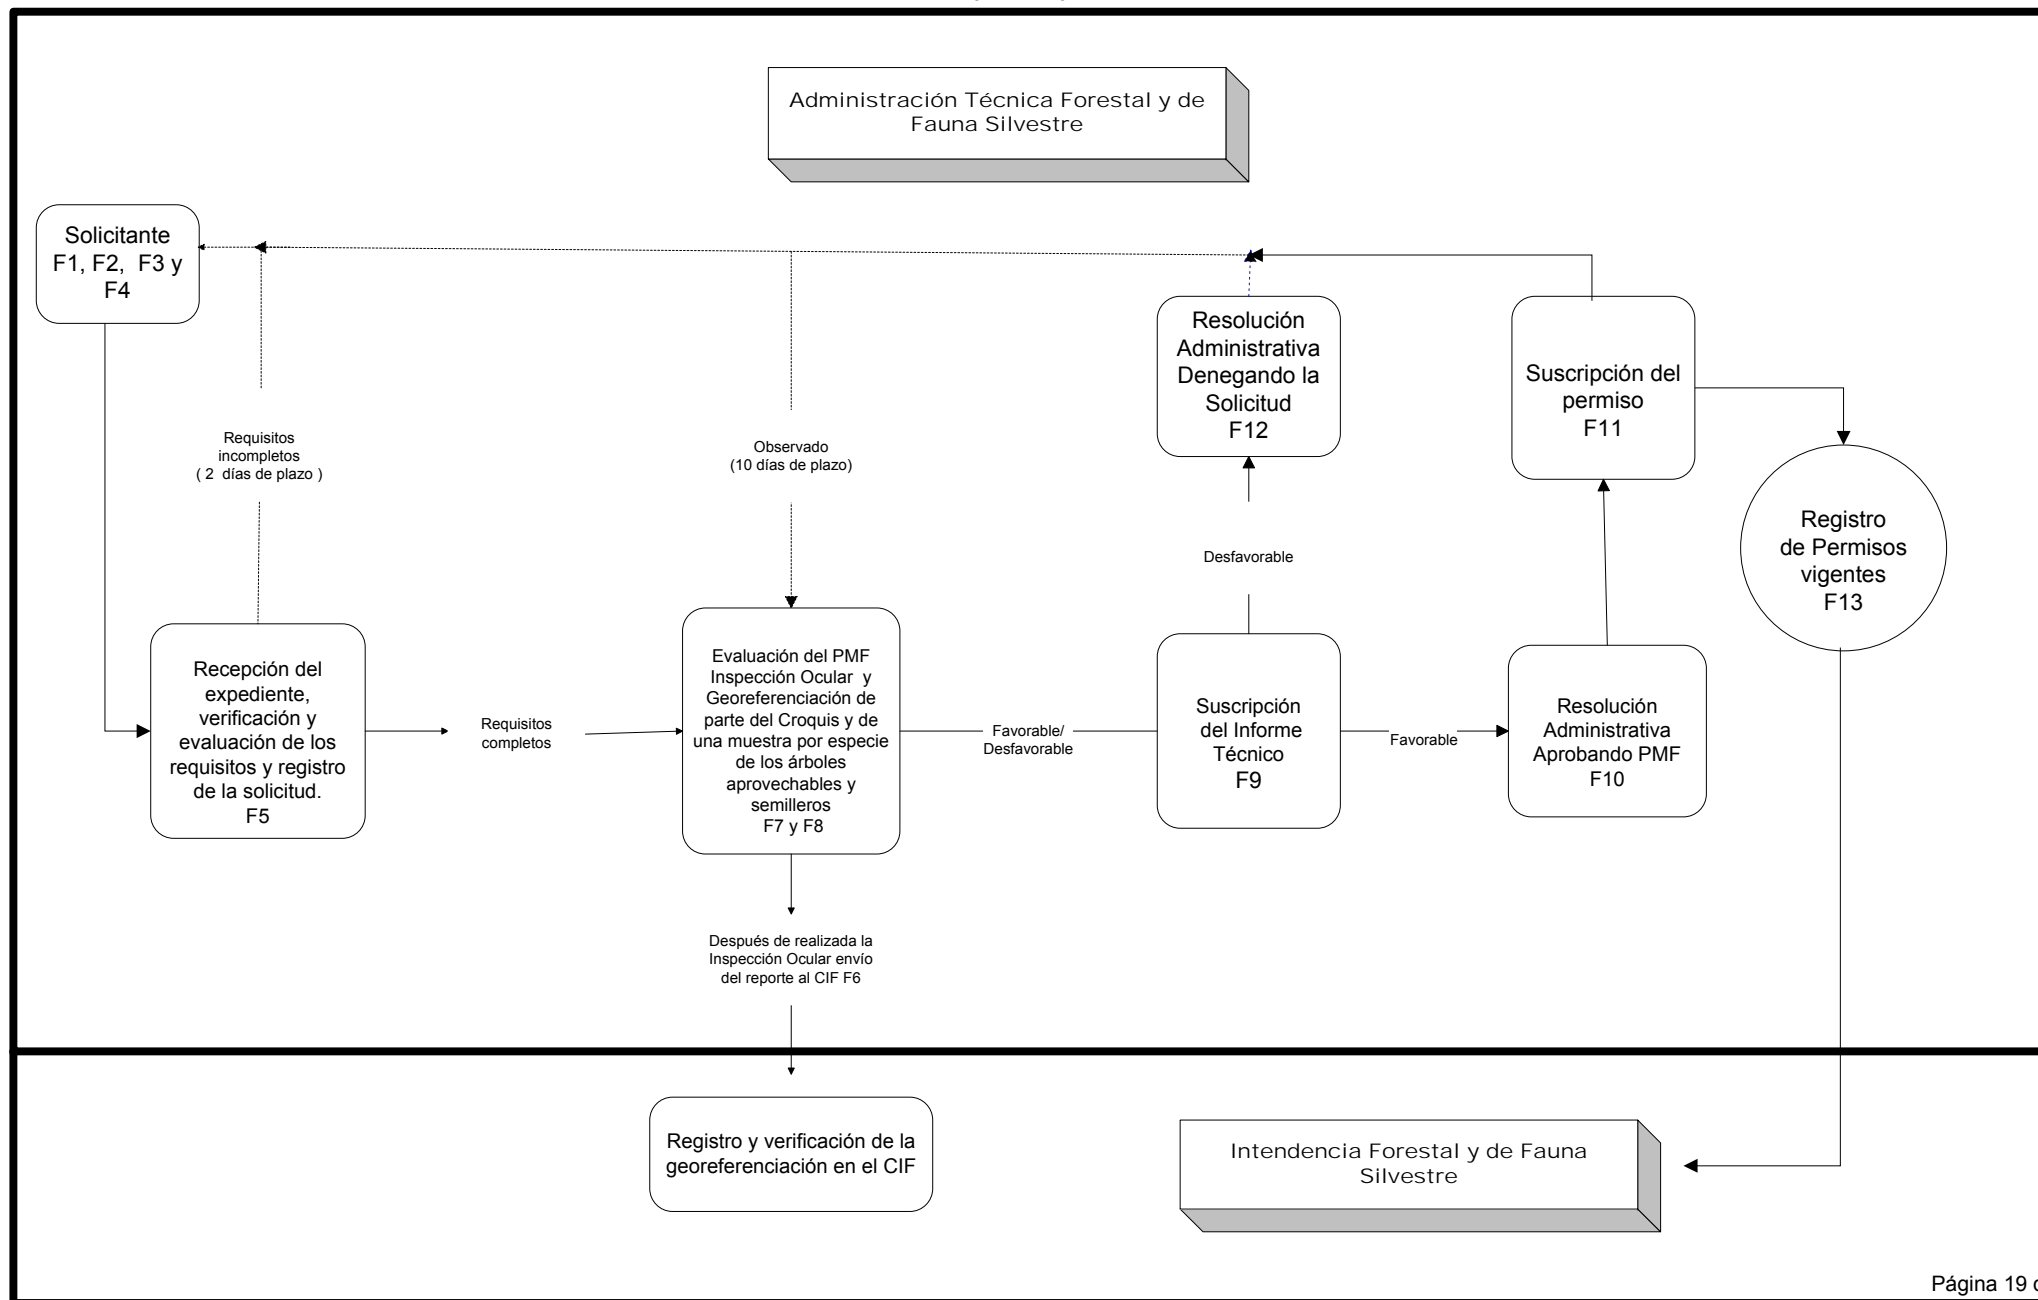 Administración Técnica Forestal y de
Fauna Silvestre
Solicitante
F1, F2, F3 y
F4
Requisitos
incompletos
( 2 días de plazo )
Observado
(10 días de plazo)
Resolución
Administrativa
Denegando la
Solicitud
F12
Suscripción del
permiso
F11
Registro
de Permisos
vigentes
F13
Desfavorable
Recepción del
expediente,
verificación y
evaluación de los
requisitos y registro
de la solicitud.
F5
Requisitos
completos
Evaluación del PMF
Inspección Ocular y
Georeferenciación de
parte del Croquis y de
una muestra por especie
de los árboles
aprovechables y
semilleros
F7 y F8
Favorable/
Desfavorable
Suscripción
del Informe
Técnico
F9
Favorable
Resolución
Administrativa
Aprobando PMF
F10
Después de realizada la
Inspección Ocular envío
del reporte al CIF F6
Registro y verificación de la
georeferenciación en el CIF
Intendencia Forestal y de Fauna
Silvestre
Página 19